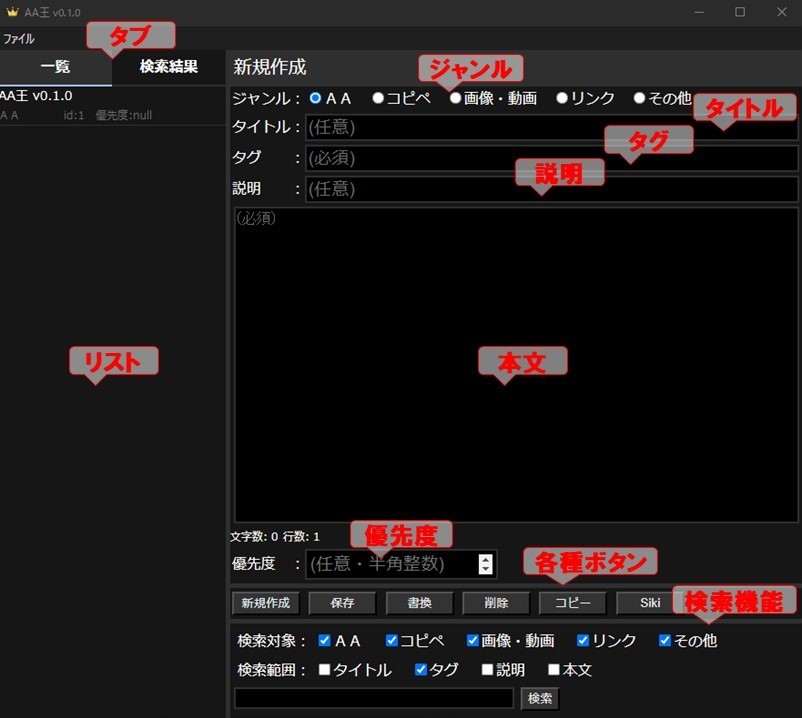 AA王 v0.1.0
ファイル
タブ
一覧 検索結果
AA王 v0.1.0
A A id:1 優先度:null
リスト
新規作成
ジャンル
ジャンル : A A コピペ 画像・動画 リンク その他
タイトル
タイトル : (任意)
タグ
タグ : (必須)
説明
説明 : (任意)
(必須)
本文
文字数: 0 行数: 1
優先度
優先度 : (任意・半角整数)
各種ボタン
新規作成 保存 書換 削除 コピー Siki
検索機能
検索対象 : A A コピペ 画像・動画 リンク その他
検索範囲 : タイトル タグ 説明 本文
検索